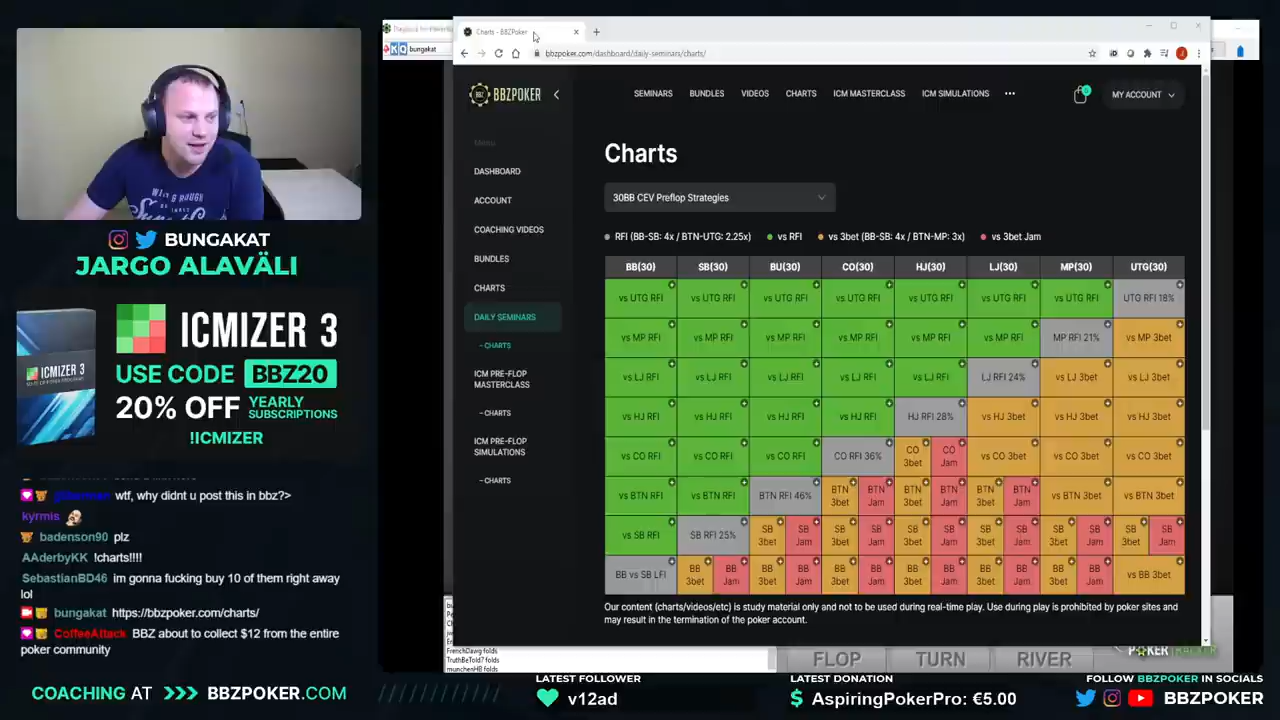 BUNGAKAT
JARGO ALAVÄLI
ICMIZER 3
ICMIZER 3
USE CODE BBZ20
20% OFF YEARLY SUBSCRIPTIONS
!ICMIZER
wtf, why didnt u post this in bbz?>
kyrmis
badenson90 plz
AAderbyKK !charts!!!!
SebastianBD46 im gonna fucking buy 10 of them right away
lol
bungakat https://bbzpoker.com/charts/
CoffeeAttack BBZ about to collect $12 from the entire
poker community
COACHING AT >>> BBZPOKER.COM
bungakat
Charts - BBZPoker
bbzpoker.com/dashboard/daily-seminars/charts/
BBZ BBZPOKER
SEMINARS BUNDLES VIDEOS CHARTS ICM MASTERCLASS ICM SIMULATIONS ••• 0 MY ACCOUNT
Menu
DASHBOARD
ACCOUNT
COACHING VIDEOS
BUNDLES
CHARTS
DAILY SEMINARS
– CHARTS
ICM PRE-FLOP
MASTERCLASS
– CHARTS
ICM PRE-FLOP
SIMULATIONS
– CHARTS
Charts
30BB CEV Preflop Strategies
RFI (BB-SB: 4x / BTN-UTG: 2.25x) vs RFI vs 3bet (BB-SB: 4x / BTN-MP: 3x) vs 3bet Jam
BB(30) SB(30) BU(30) CO(30) HJ(30) LJ(30) MP(30) UTG(30)
vs UTG RFI vs UTG RFI vs UTG RFI vs UTG RFI vs UTG RFI vs UTG RFI vs UTG RFI UTG RFI 18%
vs MP RFI vs MP RFI vs MP RFI vs MP RFI vs MP RFI vs MP RFI MP RFI 21% vs MP 3bet
vs LJ RFI vs LJ RFI vs LJ RFI vs LJ RFI vs LJ RFI LJ RFI 24% vs LJ 3bet vs LJ 3bet
vs HJ RFI vs HJ RFI vs HJ RFI vs HJ RFI HJ RFI 28% vs HJ 3bet vs HJ 3bet vs HJ 3bet
vs CO RFI vs CO RFI vs CO RFI CO RFI 36% CO 3bet CO Jam vs CO 3bet vs CO 3bet vs CO 3bet
vs BTN RFI vs BTN RFI BTN RFI 46% BTN 3bet BTN Jam BTN 3bet BTN Jam BTN 3bet BTN Jam vs BTN 3bet vs BTN 3bet
vs SB RFI SB RFI 25% SB 3bet SB Jam SB 3bet SB Jam SB 3bet SB Jam SB 3bet SB Jam SB 3bet SB Jam SB 3bet SB Jam
BB vs SB LFI BB 3bet BB Jam BB 3bet BB Jam BB 3bet BB Jam BB 3bet BB Jam BB 3bet BB Jam BB 3bet BB Jam vs BB 3bet
Our content (charts/videos/etc) is study material only and not to be used during real-time play. Use during play is prohibited by poker sites and
may result in the termination of the poker account.
FrenchDawg folds
TruthBeTold7 folds
munchenHB folds
FLOP TURN RIVER
LATEST FOLLOWER
v12ad
LATEST DONATION
$ AspiringPokerPro: €5.00
FOLLOW BBZPOKER IN SOCIALS
BBZPOKER